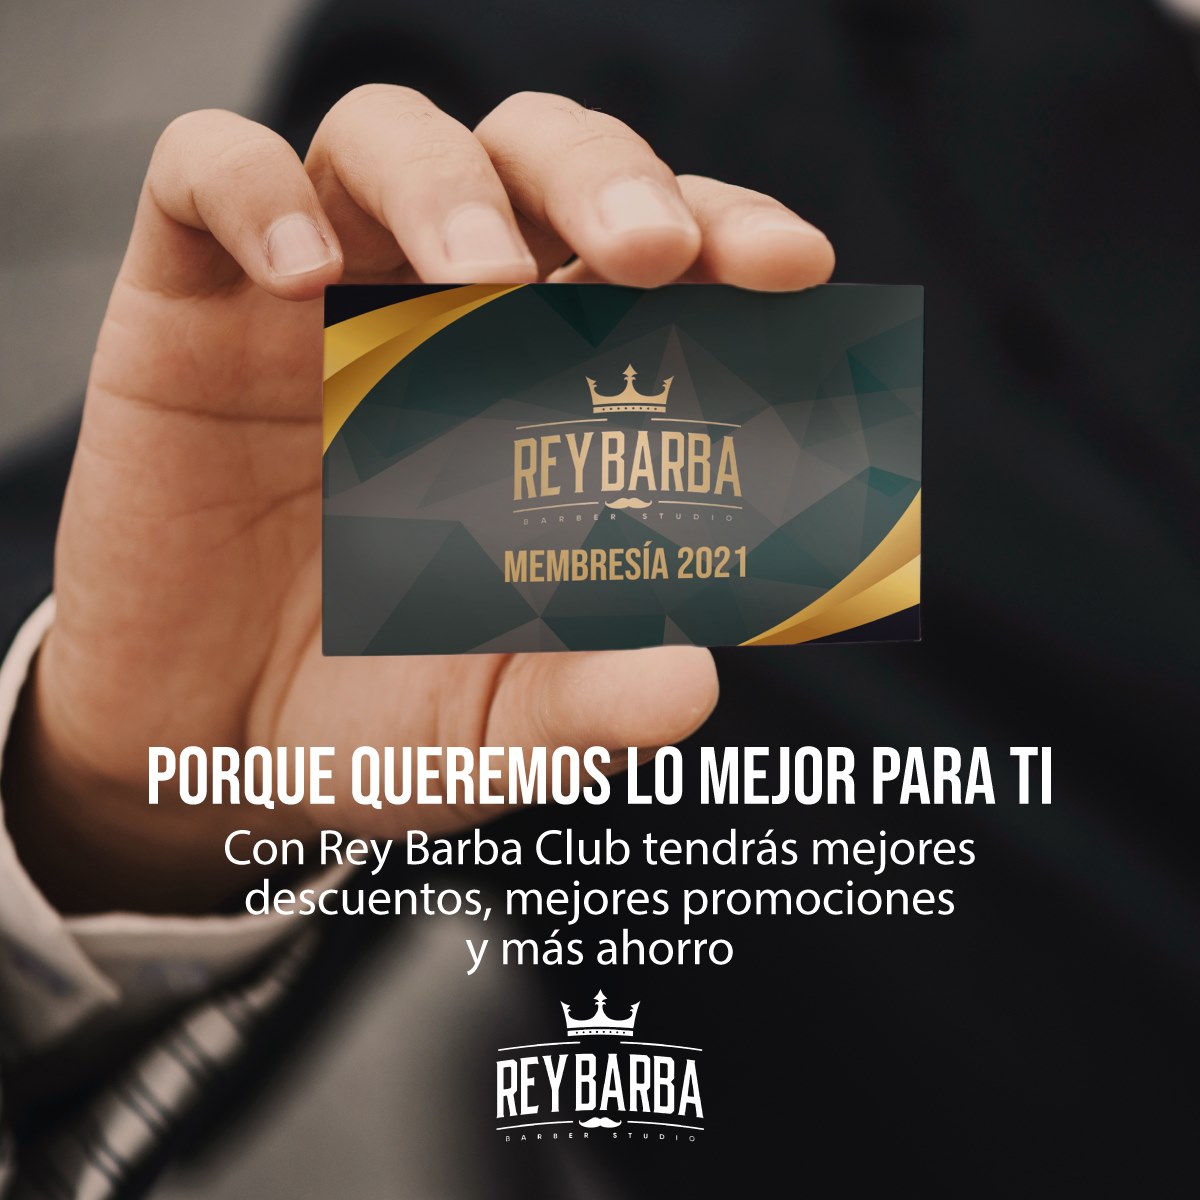 REY BARBA
BARBER STUDIO
MEMBRESÍA 2021
PORQUE QUEREMOS LO MEJOR PARA TI
Con Rey Barba Club tendrás mejores
descuentos, mejores promociones
y más ahorro
REY BARBA
BARBER STUDIO